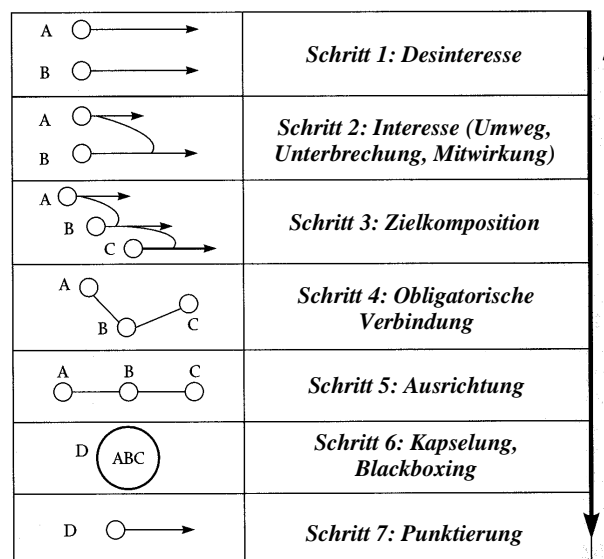 A
B
Schritt 1: Desinteresse
A
B
Schritt 2: Interesse (Umweg,
Unterbrechung, Mitwirkung)
A
B
C
Schritt 3: Zielkomposition
A
B
C
Schritt 4: Obligatorische
Verbindung
A B C
Schritt 5: Ausrichtung
D ABC
Schritt 6: Kapselung,
Blackboxing
D
Schritt 7: Punktierung